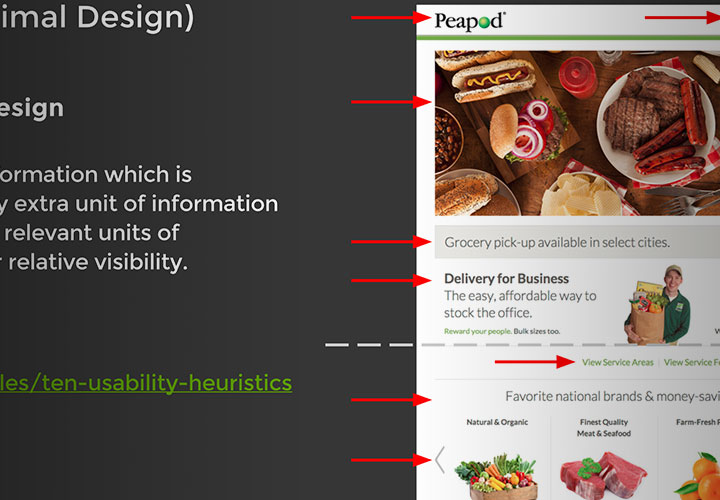 imal Design)
esign
formation which is
y extra unit of information
relevant units of
r relative visibility.
les/ten-usability-heuristics
Peapod
Grocery pick-up available in select cities.
Delivery for Business
The easy, affordable way to
stock the office.
Reward your people. Bulk sizes too.
W
View Service Areas | View Service Fe
Favorite national brands & money-savi
Natural & Organic
Finest Quality
Meat & Seafood
Farm-Fresh P